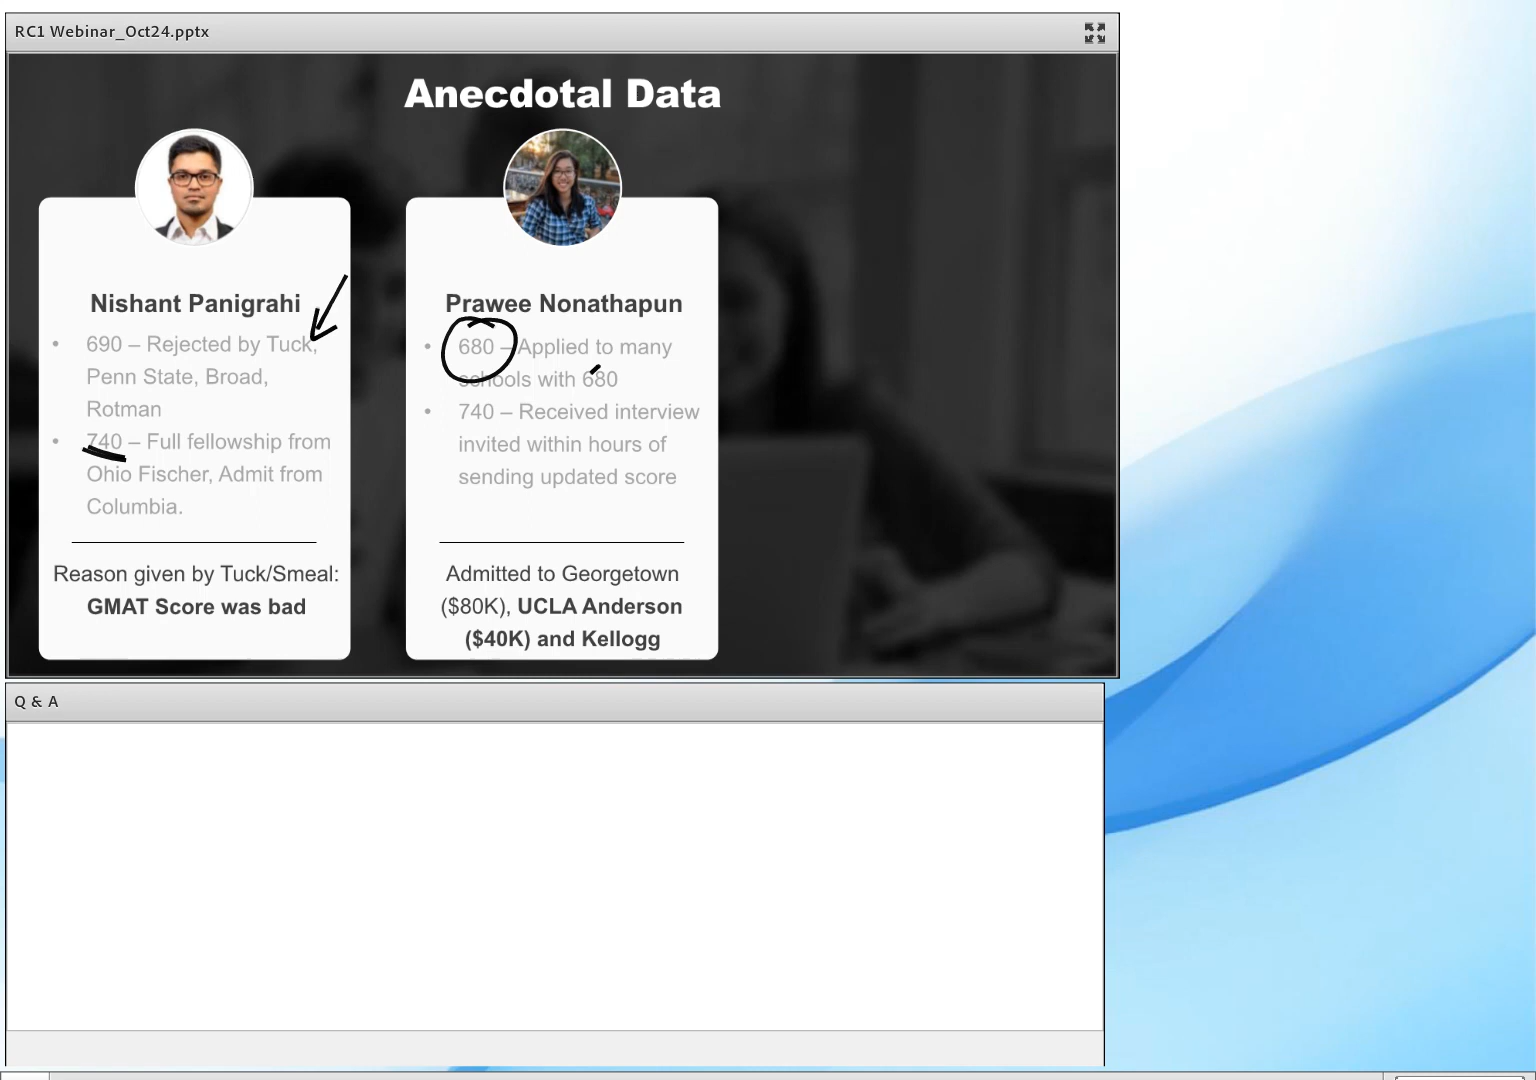 RC1 Webinar_Oct24.pptx
Anecdotal Data
Nishant Panigrahi
• 690 – Rejected by Tuck,
Penn State, Broad,
Rotman
• 740 – Full fellowship from
Ohio Fischer, Admit from
Columbia.
Reason given by Tuck/Smeal:
GMAT Score was bad
Prawee Nonathapun
• 680 – Applied to many
schools with 680
• 740 – Received interview
invited within hours of
sending updated score
Admitted to Georgetown
($80K), UCLA Anderson
($40K) and Kellogg
Q & A